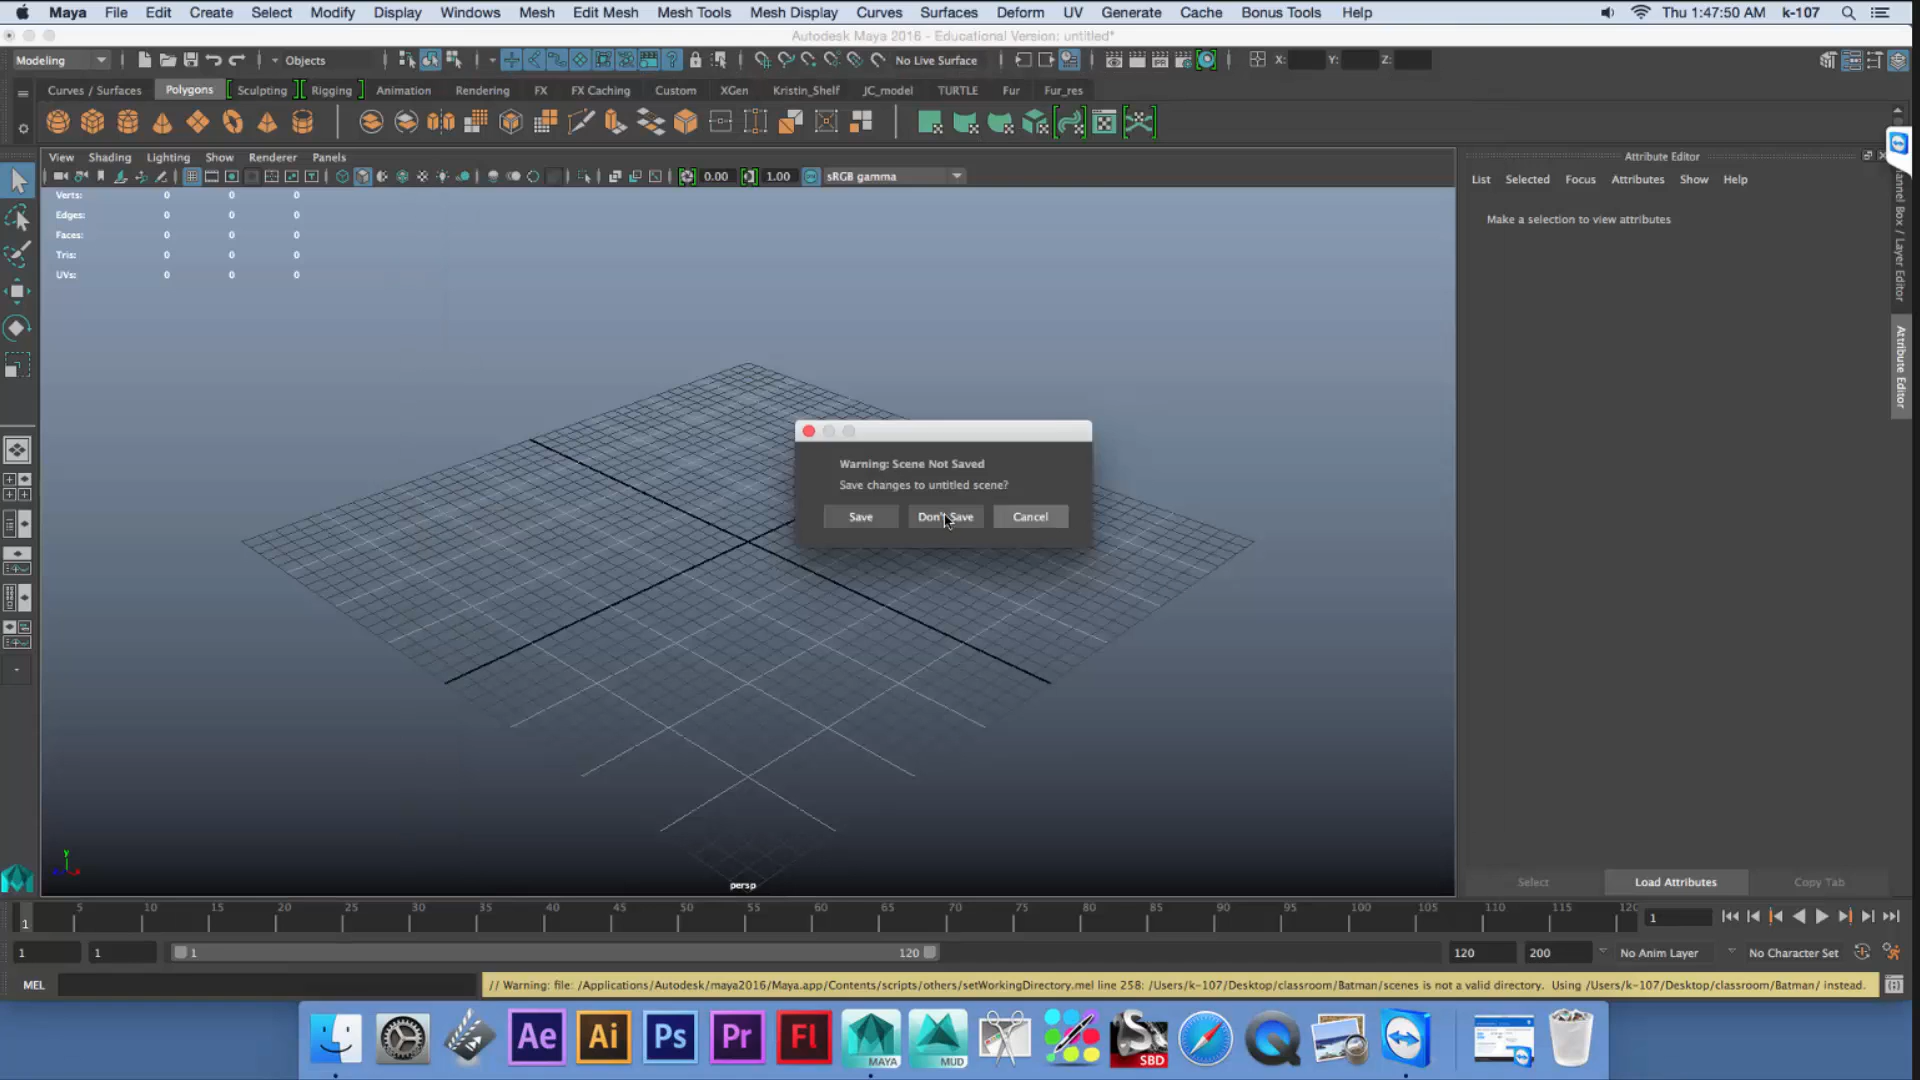 Maya File Edit Create Select Modify Display Windows Mesh Edit Mesh Mesh Tools Mesh Display Curves Surfaces Deform UV Generate Cache Bonus Tools Help Thu 1:47:50 AM k-107
Autodesk Maya 2016 - Educational Version: untitled*
Modeling Objects No Live Surface X: Y: Z:
Curves / Surfaces Polygons Sculpting Rigging Animation Rendering FX FX Caching Custom XGen Kristin_Shelf JC_model TURTLE Fur Fur_res
View Shading Lighting Show Renderer Panels
0.00 1.00 sRGB gamma
Verts: 0 0 0
Edges: 0 0 0
Faces: 0 0 0
Tris: 0 0 0
UVs: 0 0 0
Attribute Editor
List Selected Focus Attributes Show Help
Make a selection to view attributes
Channel Box / Layer Editor
Attribute Editor
Warning: Scene Not Saved
Save changes to untitled scene?
Save Don't Save Cancel
y
persp
Select Load Attributes Copy Tab
1 5 10 15 20 25 30 35 40 45 50 55 60 65 70 75 80 85 90 95 100 105 110 115 120 1
1 1 1 120 120 200 No Anim Layer No Character Set
MEL // Warning: file: /Applications/Autodesk/maya2016/Maya.app/Contents/scripts/others/setWorkingDirectory.mel line 258: /Users/k-107/Desktop/classroom/Batman/scenes is not a valid directory. Using /Users/k-107/Desktop/classroom/Batman/ instead.
Ae Ai Ps Pr Fl MAYA MUD SBD